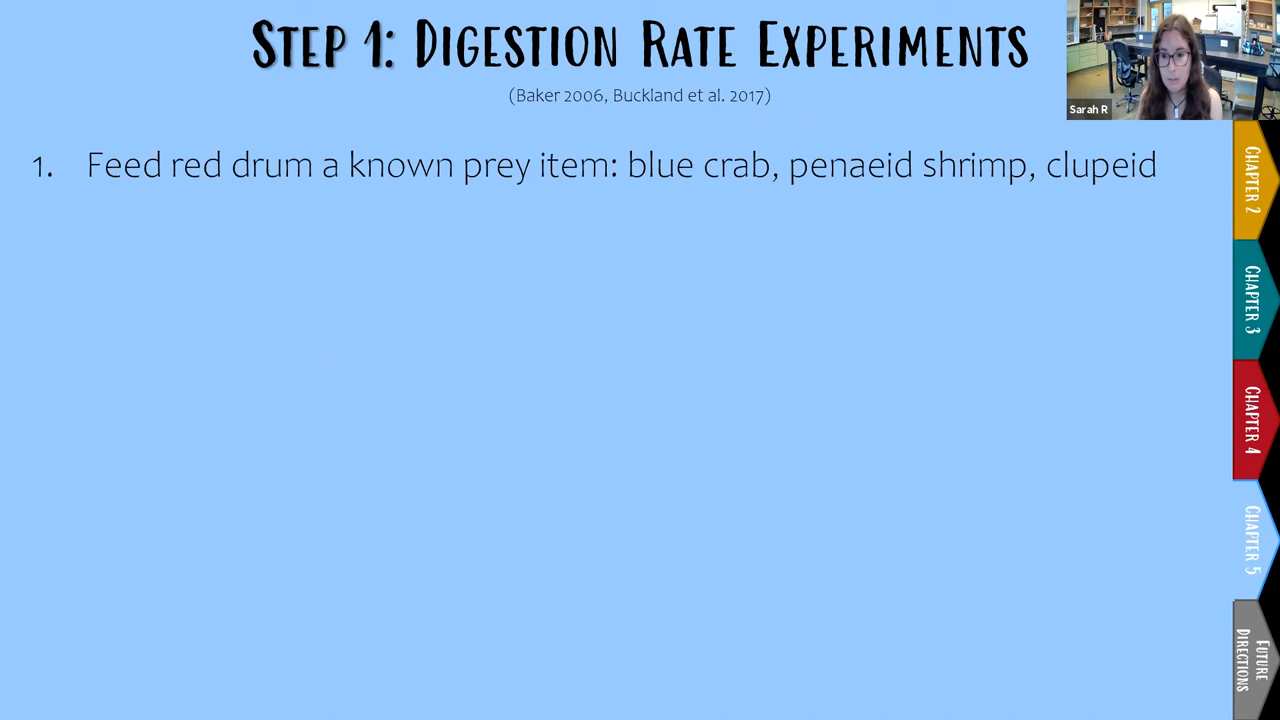 STEP 1: DIGESTION RATE EXPERIMENTS
(Baker 2006, Buckland et al. 2017)
Sarah R
1. Feed red drum a known prey item: blue crab, penaeid shrimp, clupeid
CHAPTER 2
CHAPTER 3
CHAPTER 4
CHAPTER 5
FUTURE
DIRECTIONS